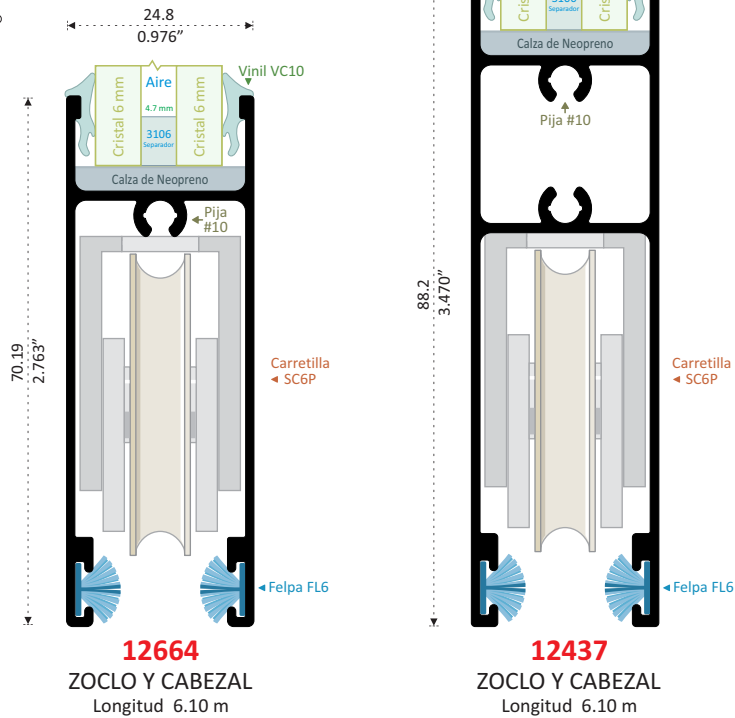 24.8
0.976”
Vinil VC10
Aire
4.7 mm
3106
Separador
Cristal 6 mm
Cristal 6 mm
Calza de Neopreno
Pija
#10
70.19
2.763”
Carretilla
SC6P
Felpa FL6
12664
ZOCLO Y CABEZAL
Longitud 6.10 m
Separador
Calza de Neopreno
Pija #10
88.2
3.470”
Carretilla
SC6P
Felpa FL6
12437
ZOCLO Y CABEZAL
Longitud 6.10 m